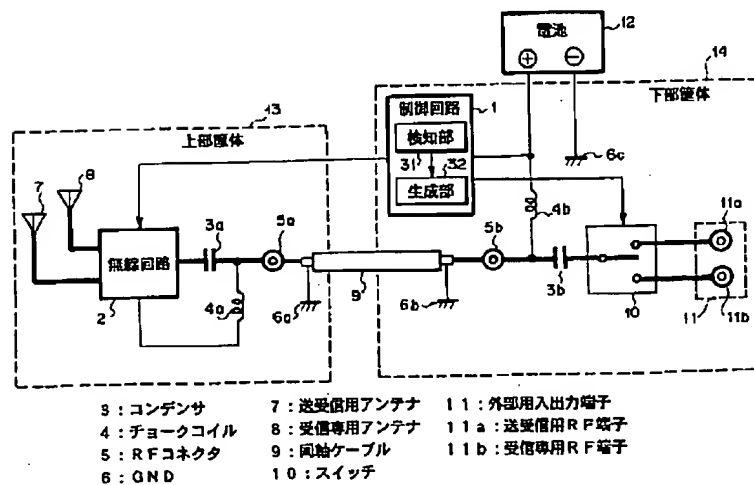 電池
12
⊕ ⊖
14
下部筐体
制御回路
1
検知部
31 32
生成部
6c
13
上部筐体
7
8
3a
5a
4b
5b
11a
無線回路
2
4a
6a
9
6b
3b
10
11
11b
3：コンデンサ
4：チョークコイル
5：RFコネクタ
6：GND
7：送受信用アンテナ
8：受信専用アンテナ
9：同軸ケーブル
10：スイッチ
11：外部用入出力端子
11a：送受信用RF端子
11b：受信専用RF端子